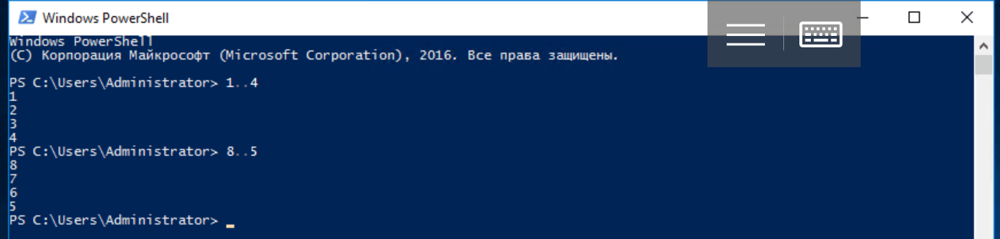 Windows PowerShell
Windows PowerShell
(C) Корпорация Майкрософт (Microsoft Corporation), 2016. Все права защищены.
PS C:\Users\Administrator> 1..4
1
2
3
4
PS C:\Users\Administrator> 8..5
8
7
6
5
PS C:\Users\Administrator> _